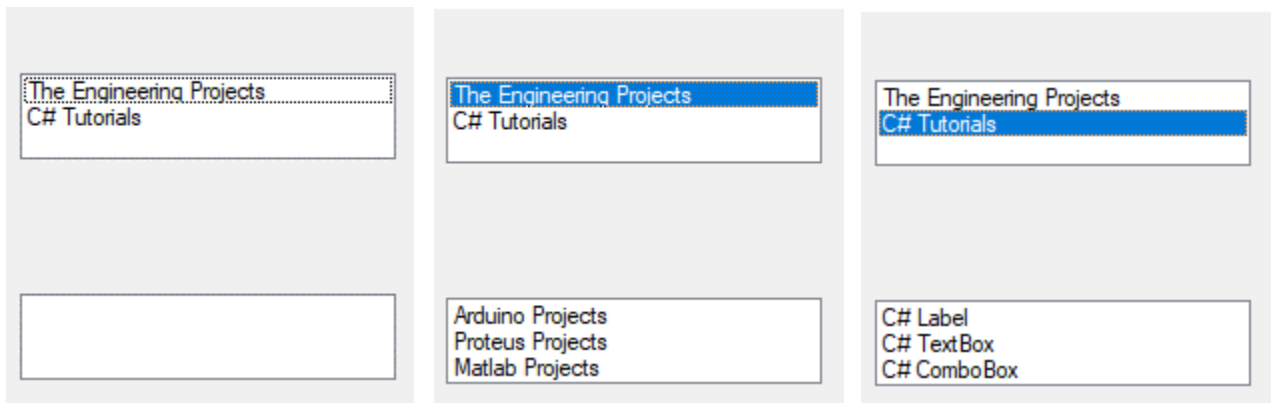 The Engineering Projects
C# Tutorials
The Engineering Projects
C# Tutorials
Arduino Projects
Proteus Projects
Matlab Projects
The Engineering Projects
C# Tutorials
C# Label
C# TextBox
C# ComboBox